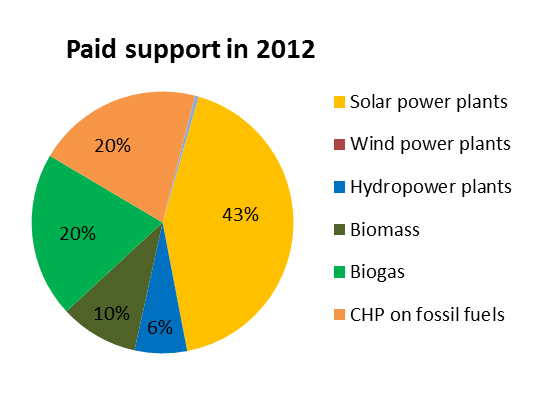 Paid support in 2012
20%
43%
20%
10%
6%
Solar power plants
Wind power plants
Hydropower plants
Biomass
Biogas
CHP on fossil fuels